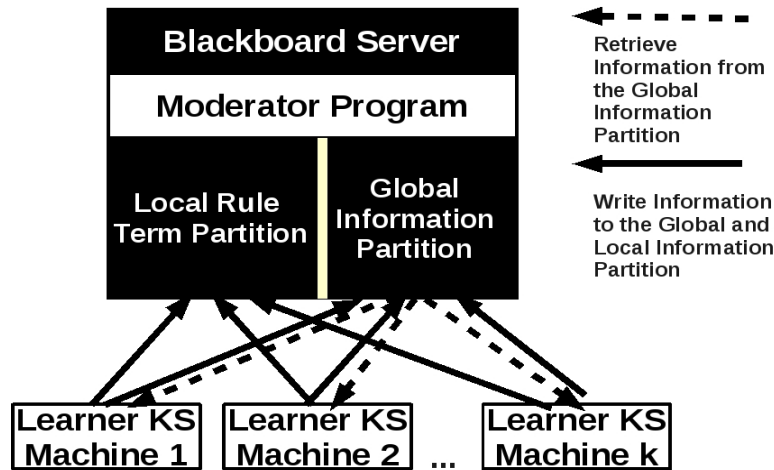 Blackboard Server
Moderator Program
Local Rule
Term Partition
Global
Information
Partition
Retrieve
Information from
the Global
Information
Partition
Write Information
to the Global and
Local Information
Partition
Learner KS
Machine 1
Learner KS
Machine 2
...
Learner KS
Machine k